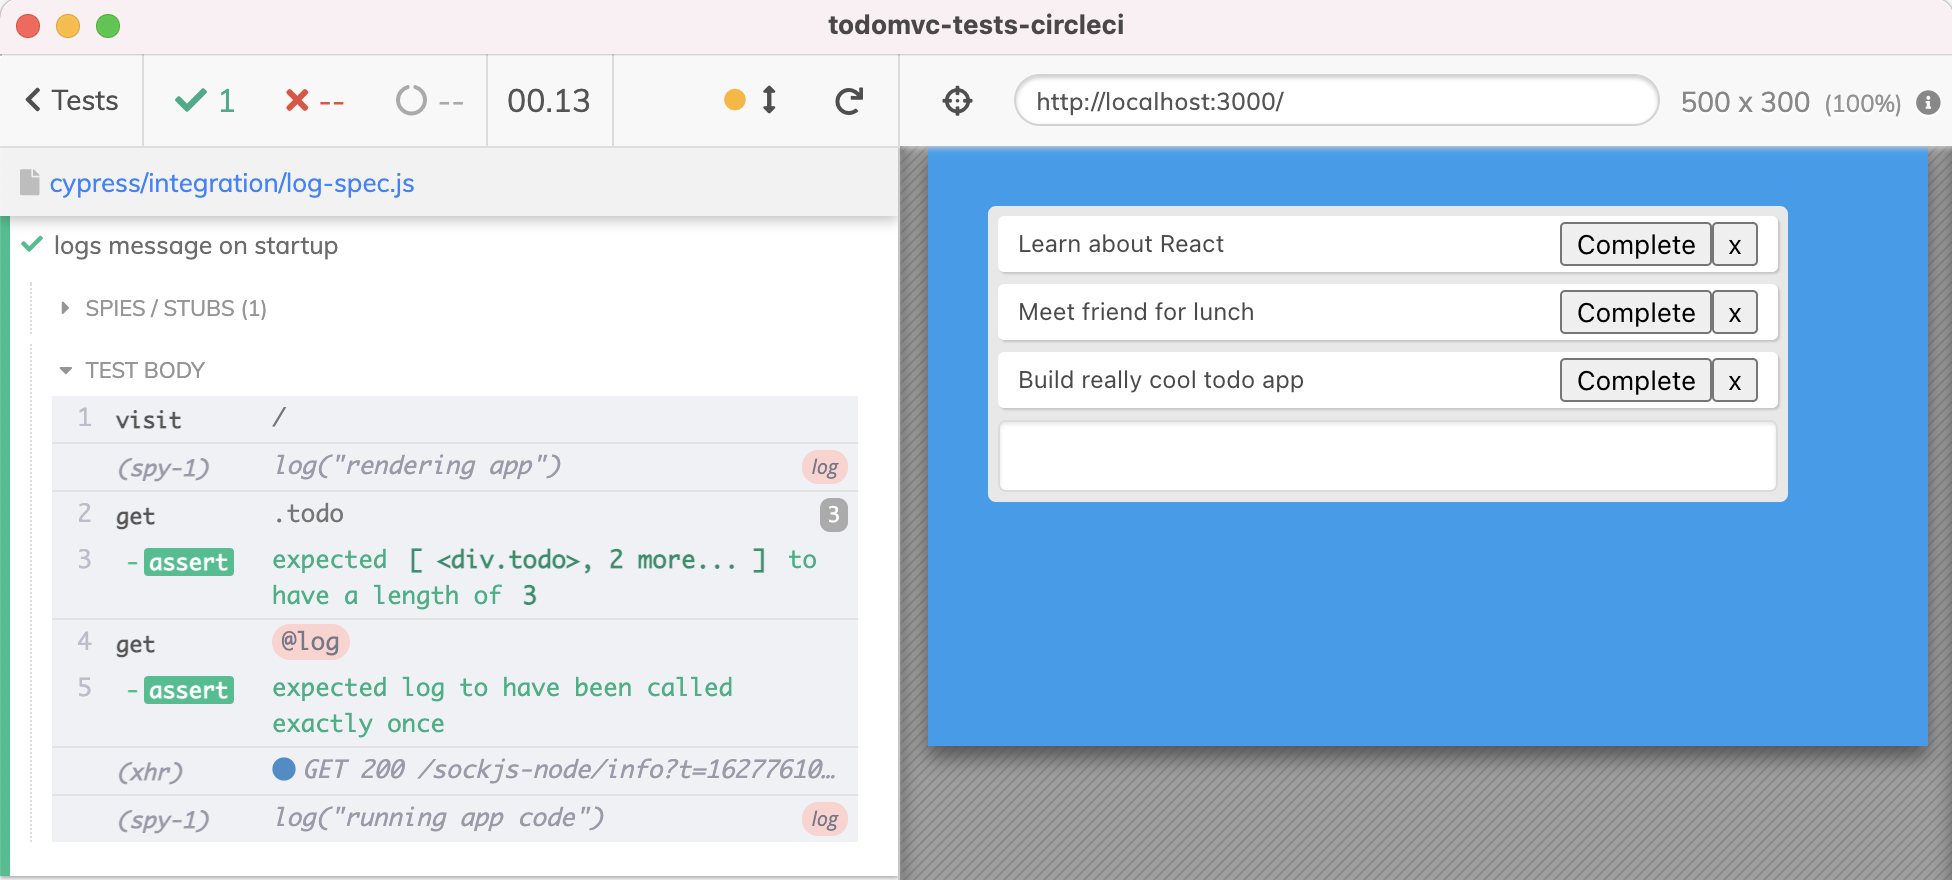 todomvc-tests-circleci
Tests
1
--
--
00.13
http://localhost:3000/
500 x 300 (100%)
cypress/integration/log-spec.js
logs message on startup
SPIES / STUBS (1)
TEST BODY
1 visit /
(spy-1) log("rendering app") log
2 get .todo 3
3 -assert expected [ <div.todo>, 2 more... ] to
have a length of 3
4 get @log
5 -assert expected log to have been called
exactly once
(xhr) GET 200 /sockjs-node/info?t=16277610…
(spy-1) log("running app code") log
Learn about React Complete x
Meet friend for lunch Complete x
Build really cool todo app Complete x